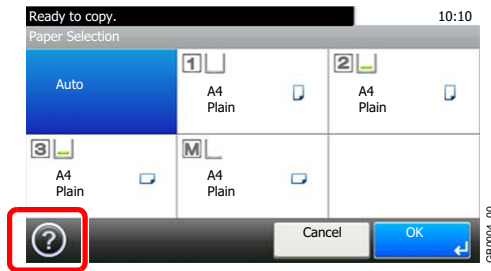 Ready to copy. 10:10
Paper Selection
Auto
1
A4
Plain
2
A4
Plain
3
A4
Plain
M
A4
Plain
?
Cancel
OK
GB0004_00